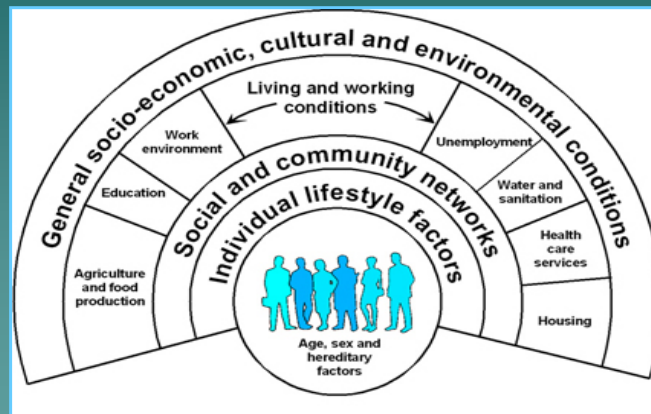 General socio-economic, cultural and environmental conditions
Living and working
conditions
Work
environment
Education
Agriculture
and food
production
Unemployment
Water and
sanitation
Health
care
services
Housing
Social and community networks
Individual lifestyle factors
Age, sex and
hereditary
factors